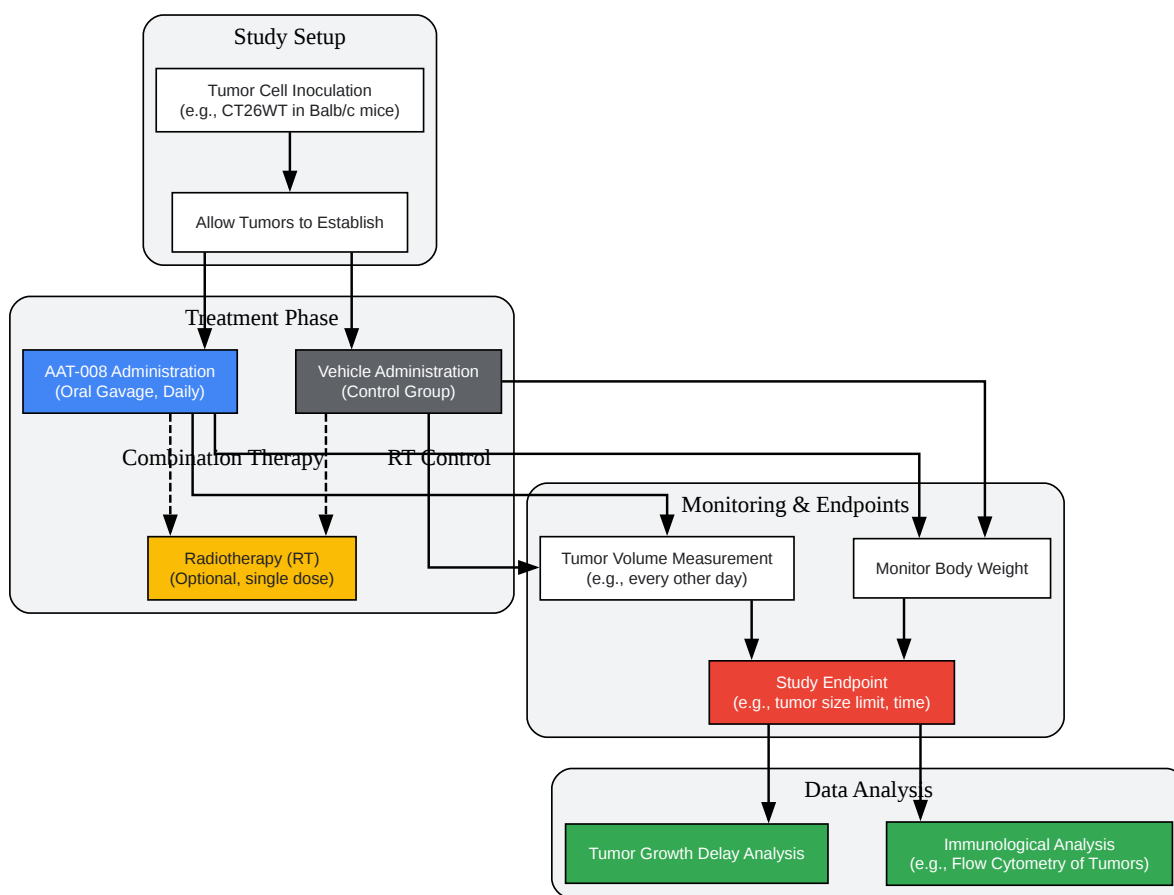 Study Setup
Tumor Cell Inoculation
(e.g., CT26WT in Balb/c mice)
Allow Tumors to Establish
Treatment Phase
AAT-008 Administration
(Oral Gavage, Daily)
Vehicle Administration
(Control Group)
Combination Therapy
RT Control
Radiotherapy (RT)
(Optional, single dose)
Monitoring & Endpoints
Tumor Volume Measurement
(e.g., every other day)
Monitor Body Weight
Study Endpoint
(e.g., tumor size limit, time)
Data Analysis
Tumor Growth Delay Analysis
Immunological Analysis
(e.g., Flow Cytometry of Tumors)